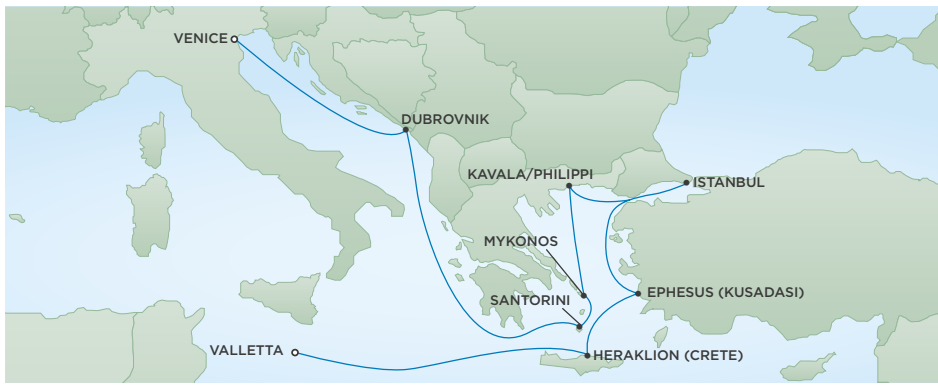 VENICE
DUBROVNIK
KAVALA/PHILIPPI
ISTANBUL
MYKONOS
EPHESUS (KUSADASI)
SANTORINI
VALLETTA
HERAKLION (CRETE)